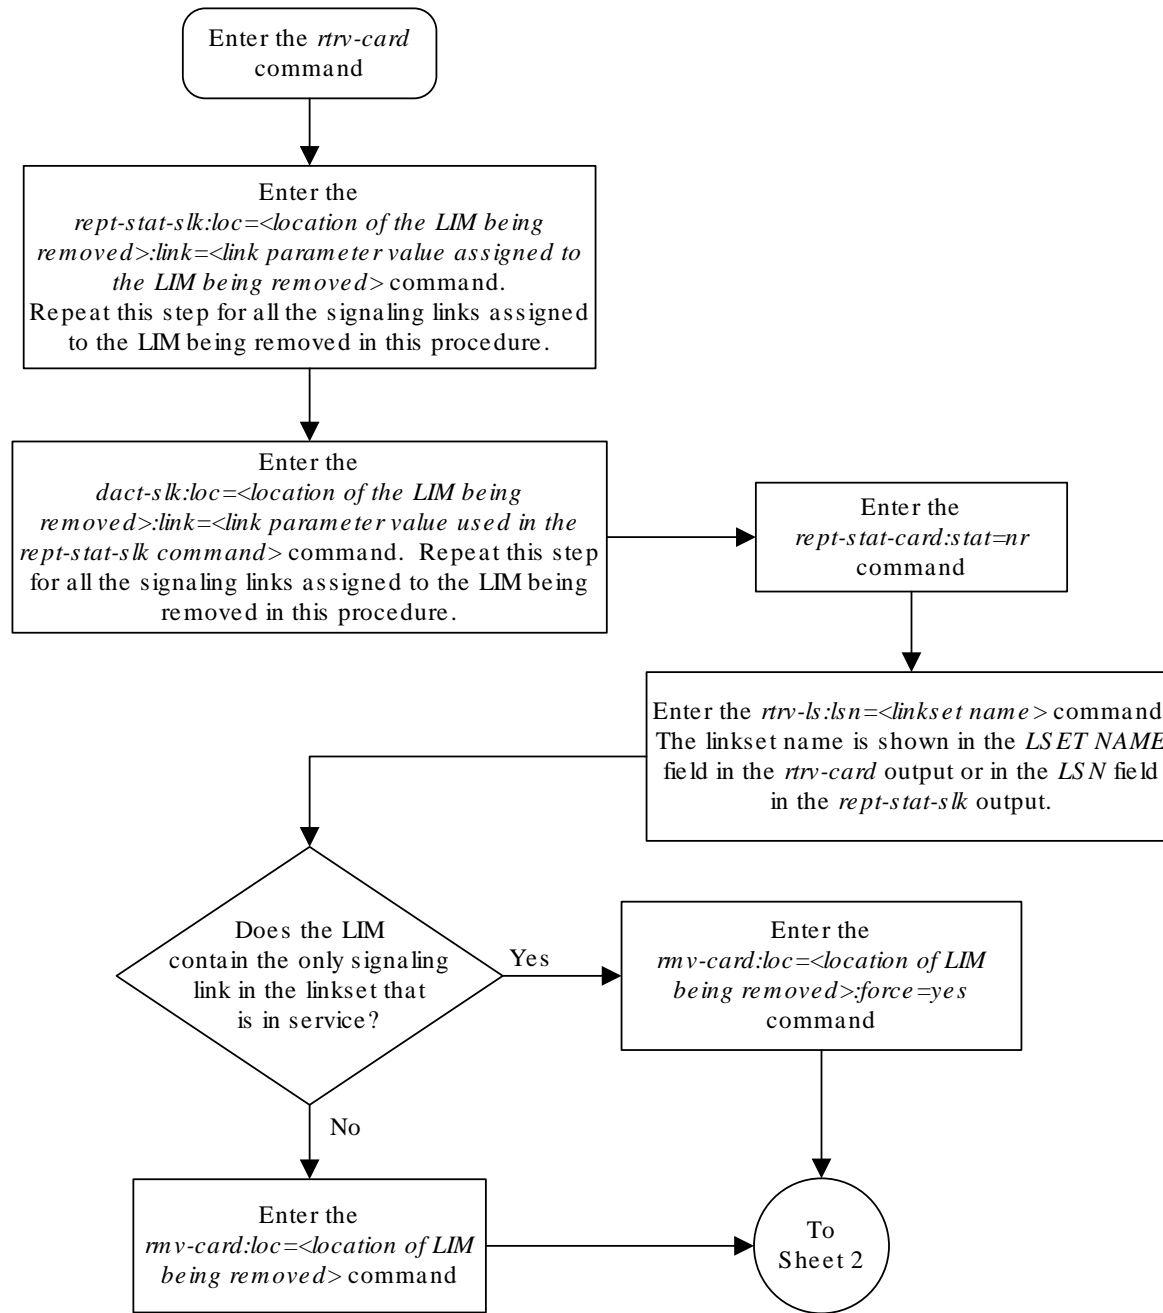 Enter the rtrv-card
command
Enter the
rept-stat-slk:loc=<location of the LIM being
removed>:link=<link parameter value assigned to
the LIM being removed> command.
Repeat this step for all the signaling links assigned
to the LIM being removed in this procedure.
Enter the
dact-slk:loc=<location of the LIM being
removed>:link=<link parameter value used in the
rept-stat-slk command> command. Repeat this step
for all the signaling links assigned to the LIM being
removed in this procedure.
Enter the
rept-stat-card:stat=nr
command
Enter the rtrv-ls:lsn=<linkset name> command
The linkset name is shown in the LSET NAME
field in the rtrv-card output or in the LSN field
in the rept-stat-slk output.
Does the LIM
contain the only signaling
link in the linkset that
is in service?
Yes
Enter the
rmv-card:loc=<location of LIM
being removed>:force=yes
command
No
Enter the
rmv-card:loc=<location of LIM
being removed> command
To
Sheet 2